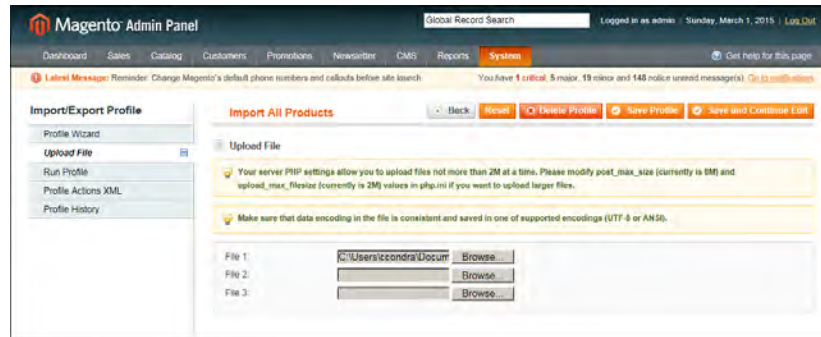 Magento Admin Panel
Global Record Search
Logged in as admin | Sunday, March 1, 2015 | Log Out
Dashboard Sales Catalog Customers Promotions Newsletter CMS Reports System Get help for this page
Latest Message: Reminder: Change Magento's default phone numbers and callouts before site launch
You have 1 critical, 5 major, 19 minor and 148 notice unread message(s). Go to notifications
Import/Export Profile
Profile Wizard
Upload File
Run Profile
Profile Actions XML
Profile History
Import All Products
Back Reset Delete Profile Save Profile Save and Continue Edit
Upload File
Your server PHP settings allow you to upload files not more than 2M at a time. Please modify post_max_size (currently is 8M) and
upload_max_filesize (currently is 2M) values in php.ini if you want to upload larger files.
Make sure that data encoding in the file is consistent and saved in one of supported encodings (UTF-8 or ANSI).
File 1: C:\Users\ccondra\Docum Browse...
File 2: Browse...
File 3: Browse...